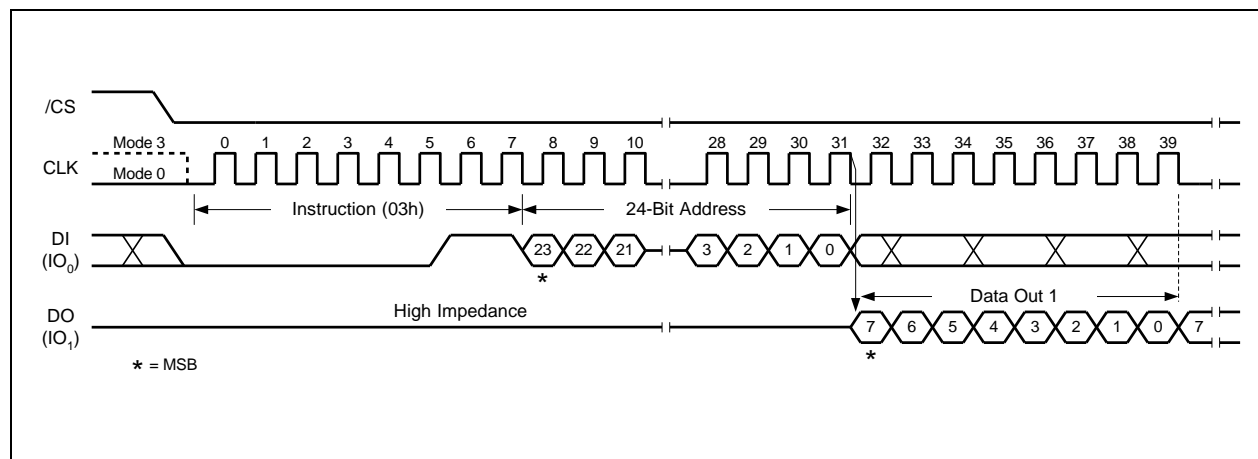 /CS
Mode 3
0 1 2 3 4 5 6 7 8 9 10 28 29 30 31 32 33 34 35 36 37 38 39
CLK
Mode 0
Instruction (03h) 24-Bit Address
DI
(IO0)
23 22 21 3 2 1 0
*
Data Out 1
High Impedance
DO
(IO1)
7 6 5 4 3 2 1 0 7
*
* = MSB